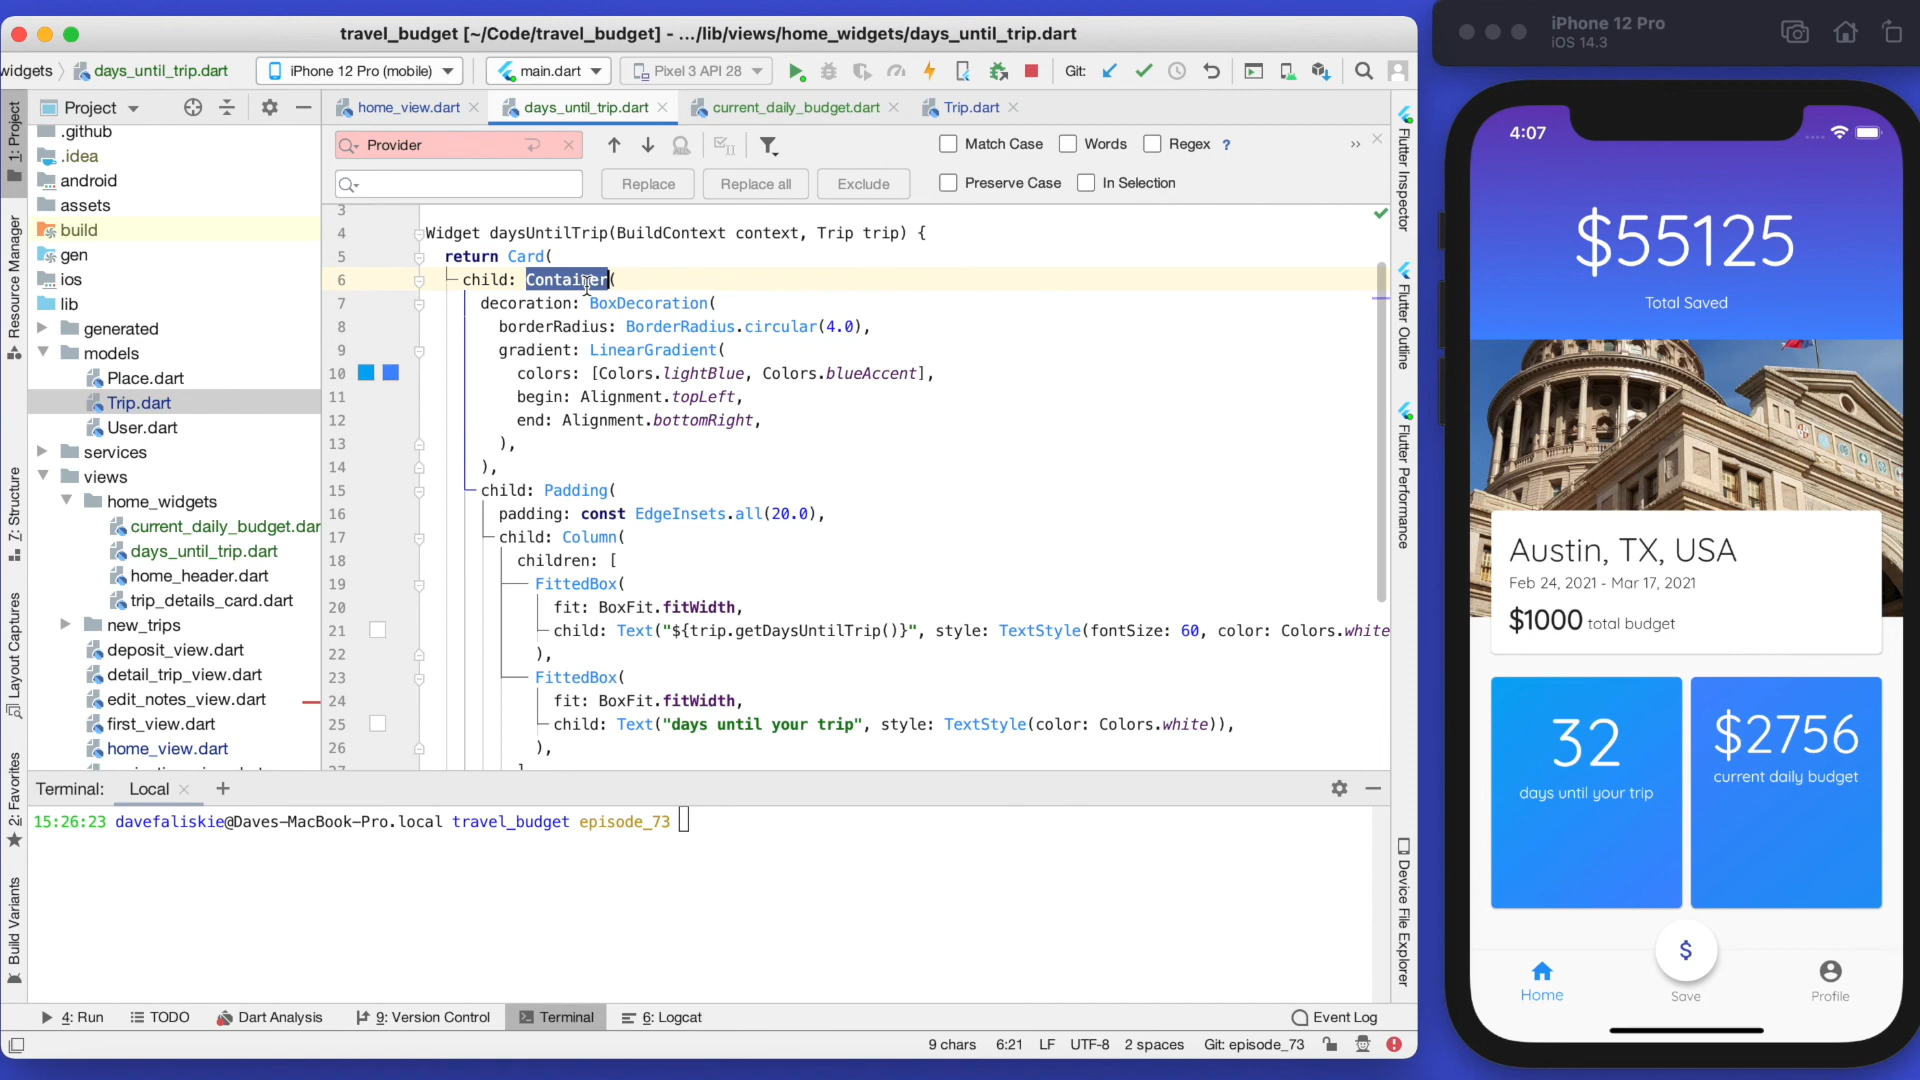 travel_budget [~/Code/travel_budget] - .../lib/views/home_widgets/days_until_trip.dart
widgets
days_until_trip.dart
iPhone 12 Pro (mobile)
main.dart
Pixel 3 API 28
Git:
1: Project
Resource Manager
7: Structure
Layout Captures
2: Favorites
Build Variants
Project
.github
.idea
android
assets
build
gen
ios
lib
generated
models
Place.dart
Trip.dart
User.dart
services
views
home_widgets
current_daily_budget.dar
days_until_trip.dart
home_header.dart
trip_details_card.dart
new_trips
deposit_view.dart
detail_trip_view.dart
edit_notes_view.dart
first_view.dart
home_view.dart
home_view.dart
days_until_trip.dart
current_daily_budget.dart
Trip.dart
Provider
Match Case
Words
Regex
?
Replace
Replace all
Exclude
Preserve Case
In Selection
3
4 Widget daysUntilTrip(BuildContext context, Trip trip) {
5 return Card(
6 child: Container(
7 decoration: BoxDecoration(
8 borderRadius: BorderRadius.circular(4.0),
9 gradient: LinearGradient(
10 colors: [Colors.lightBlue, Colors.blueAccent],
11 begin: Alignment.topLeft,
12 end: Alignment.bottomRight,
13 ),
14 ),
15 child: Padding(
16 padding: const EdgeInsets.all(20.0),
17 child: Column(
18 children: [
19 FittedBox(
20 fit: BoxFit.fitWidth,
21 child: Text("${trip.getDaysUntilTrip()}", style: TextStyle(fontSize: 60, color: Colors.white
22 ),
23 FittedBox(
24 fit: BoxFit.fitWidth,
25 child: Text("days until your trip", style: TextStyle(color: Colors.white)),
26 ),
27 ]
Flutter Inspector
Flutter Outline
Flutter Performance
Device File Explorer
Terminal:
Local
+
15:26:23 davefaliskie@Daves-MacBook-Pro.local travel_budget episode_73
4: Run
TODO
Dart Analysis
9: Version Control
Terminal
6: Logcat
Event Log
9 chars
6:21
LF
UTF-8
2 spaces
Git: episode_73
iPhone 12 Pro
iOS 14.3
4:07
$55125
Total Saved
Austin, TX, USA
Feb 24, 2021 - Mar 17, 2021
$1000 total budget
32
days until your trip
$2756
current daily budget
$
Home
Save
Profile